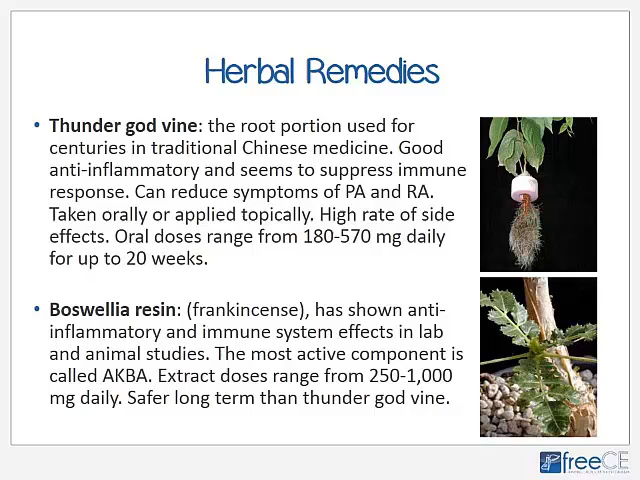 Herbal Remedies
• Thunder god vine: the root portion used for
centuries in traditional Chinese medicine. Good
anti-inflammatory and seems to suppress immune
response. Can reduce symptoms of PA and RA.
Taken orally or applied topically. High rate of side
effects. Oral doses range from 180-570 mg daily
for up to 20 weeks.
• Boswellia resin: (frankincense), has shown anti-
inflammatory and immune system effects in lab
and animal studies. The most active component is
called AKBA. Extract doses range from 250-1,000
mg daily. Safer long term than thunder god vine.
freeCE